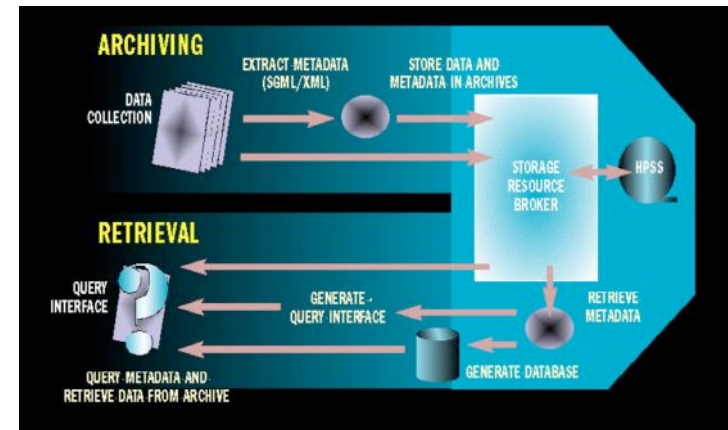 ARCHIVING
EXTRACT METADATA
(SGML/XML)
STORE DATA AND
METADATA IN ARCHIVES
DATA
COLLECTION
STORAGE
RESOURCE
BROKER
HPSS
RETRIEVAL
QUERY
INTERFACE
GENERATE
QUERY INTERFACE
RETRIEVE
METADATA
GENERATE DATABASE
QUERY METADATA AND
RETRIEVE DATA FROM ARCHIVE